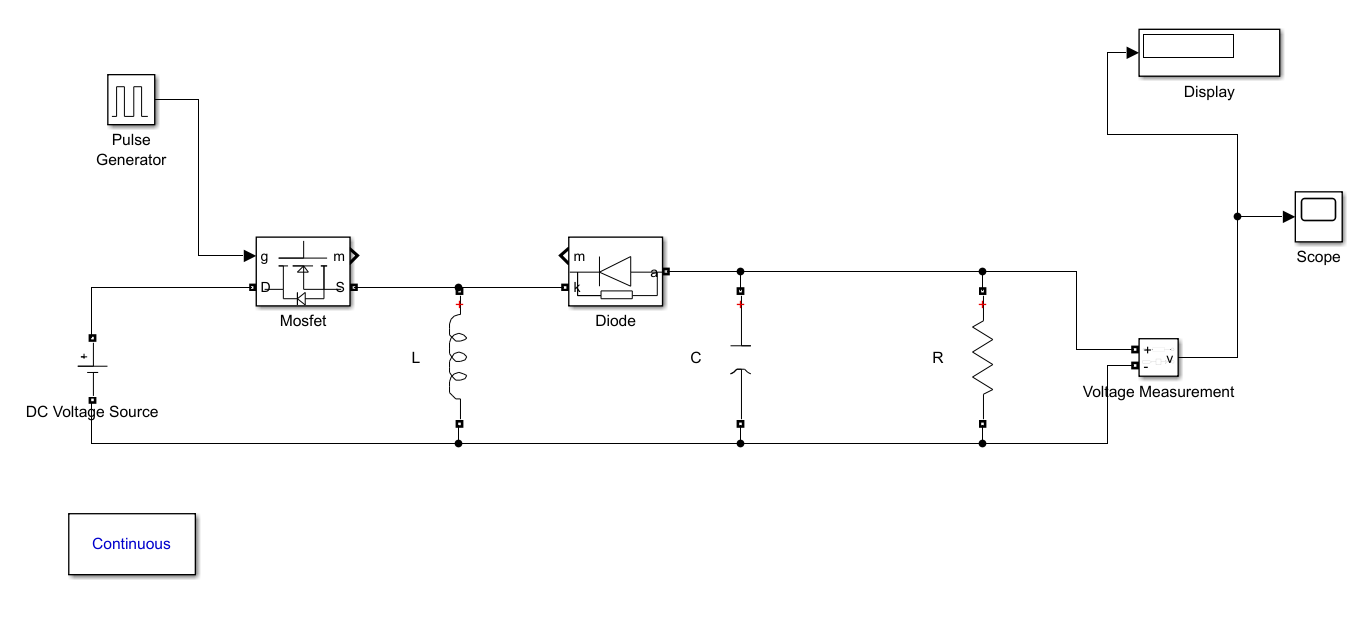 Display
Pulse
Generator
Scope
g
m
D
S
Mosfet
m
a
k
Diode
+
L
+
C
+
R
+
+
-
v
Voltage Measurement
DC Voltage Source
Continuous